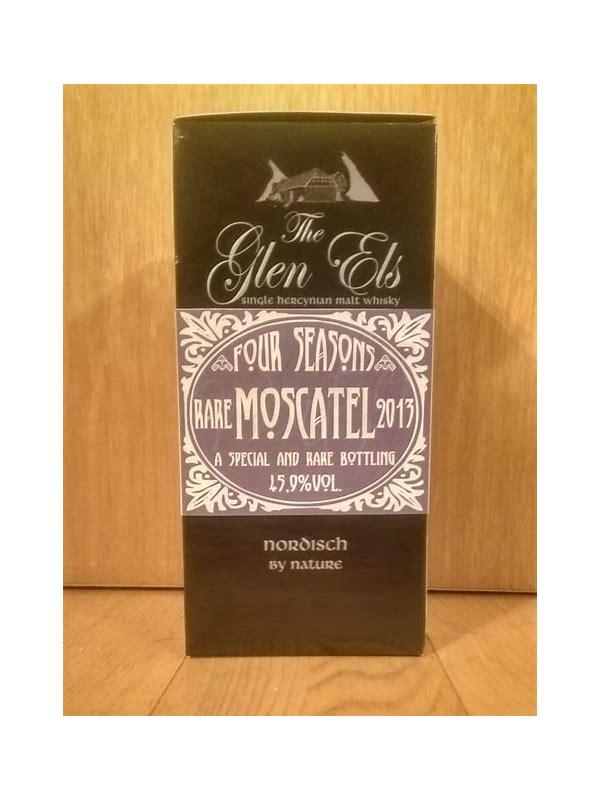 The
Glen Els
single hercynian malt whisky
FOUR SEASONS
RARE MOSCATEL 2013
A SPECIAL AND RARE BOTTLING
45,9%VOL.
NORDISCH
BY NATURE